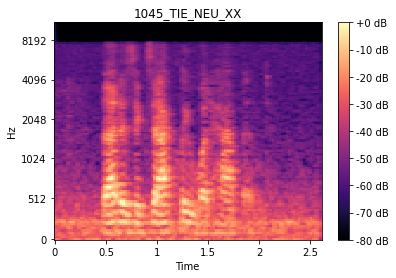 1045_TIE_NEU_XX
+0 dB
8192
-10 dB
4096
-20 dB
-30 dB
2048
Hz
-40 dB
1024
-50 dB
512
-60 dB
-70 dB
0
-80 dB
0 0.5 1 1.5 2 2.5
Time